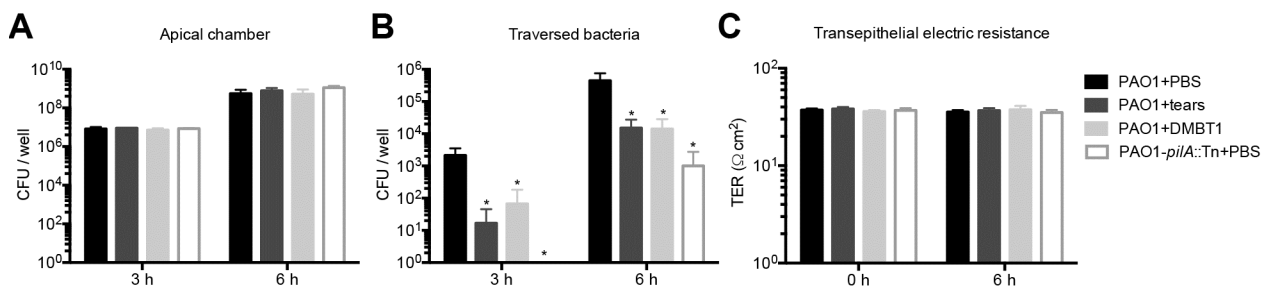 A
Apical chamber
CFU / well
10^10
10^8
10^6
10^4
10^2
10^0
3 h
6 h
B
Traversed bacteria
CFU / well
10^6
10^5
10^4
10^3
10^2
10^1
10^0
*
*
*
*
*
*
3 h
6 h
C
Transepithelial electric resistance
TER (Ω cm2)
10^2
10^1
10^0
0 h
6 h
PAO1+PBS
PAO1+tears
PAO1+DMBT1
PAO1-pilA::Tn+PBS